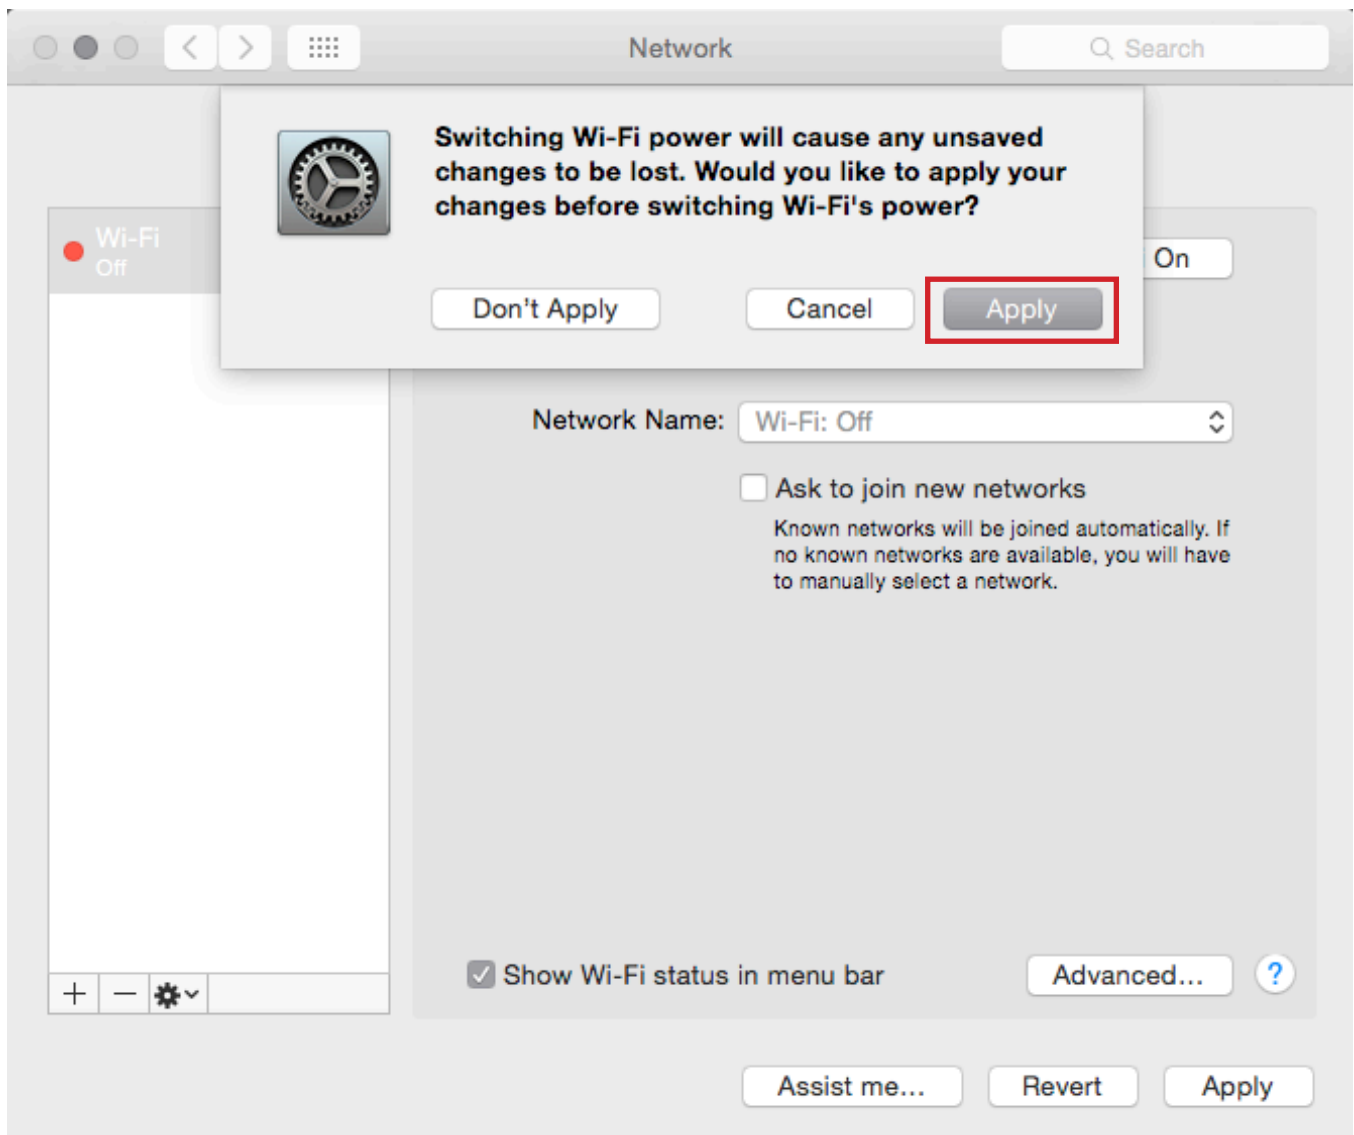 Network
Search
Switching Wi-Fi power will cause any unsaved
changes to be lost. Would you like to apply your
changes before switching Wi-Fi's power?
Don't Apply
Cancel
Apply
Wi-Fi
Off
On
Network Name:
Wi-Fi: Off
Ask to join new networks
Known networks will be joined automatically. If
no known networks are available, you will have
to manually select a network.
Show Wi-Fi status in menu bar
Advanced...
?
Assist me...
Revert
Apply